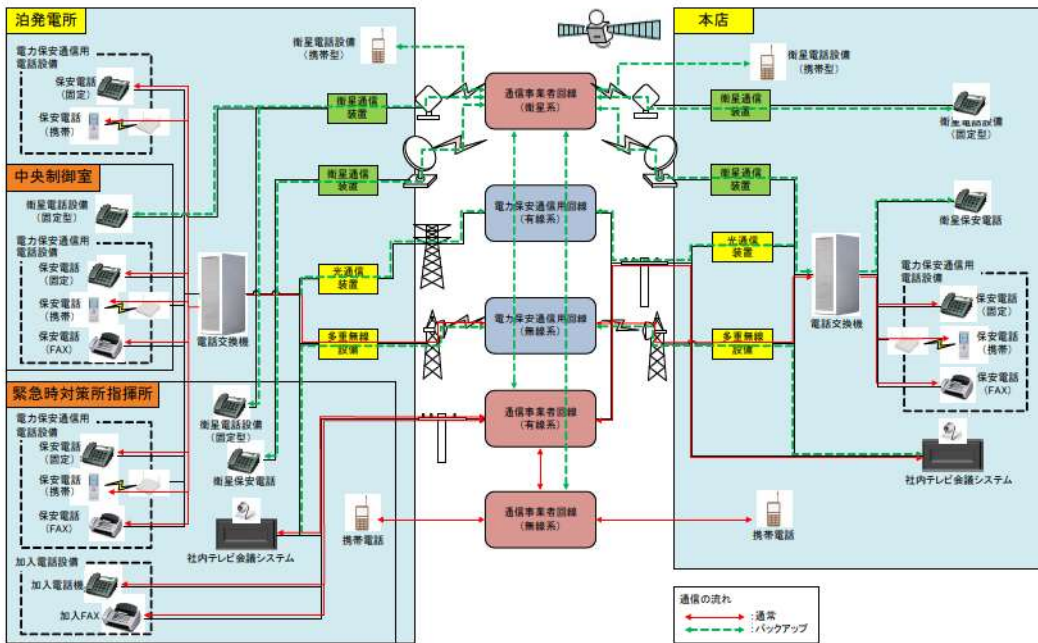 泊発電所
電力保安通信用
電話設備
保安電話
(固定)
保安電話
(携帯)
中央制御室
衛星電話設備
(固定型)
電力保安通信用
電話設備
保安電話
(固定)
保安電話
(携帯)
保安電話
(FAX)
電話交換機
緊急時対策所指揮所
電力保安通信用
電話設備
保安電話
(固定)
保安電話
(携帯)
保安電話
(FAX)
加入電話設備
加入電話機
加入FAX
衛星電話設備
(固定型)
衛星保安電話
社内テレビ会議システム
携帯電話
衛星電話設備
(携帯型)
衛星通信
装置
衛星通信
装置
光通信
装置
多重無線
設備
通信事業者回線
(衛星系)
電力保安通信用回線
(有線系)
電力保安通信用回線
(無線系)
通信事業者回線
(有線系)
通信事業者回線
(無線系)
本店
衛星電話設備
(携帯型)
衛星通信
装置
衛星電話設備
(固定型)
衛星通信
装置
光通信
装置
多重無線
設備
衛星保安電話
電話交換機
電力保安通信用
電話設備
保安電話
(固定)
保安電話
(携帯)
保安電話
(FAX)
社内テレビ会議システム
携帯電話
通信の流れ
:通常
:バックアップ